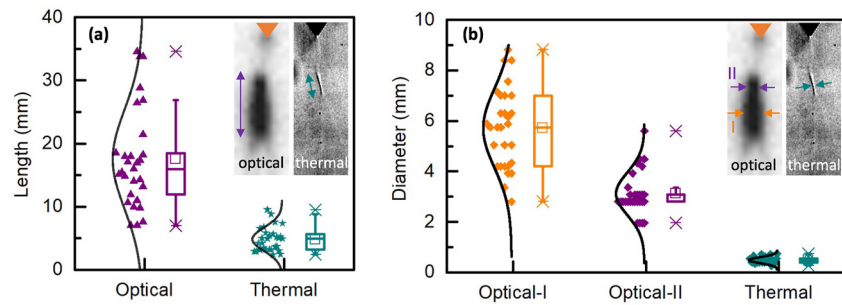 (a)
Length (mm)
40
30
20
10
0
optical
thermal
Optical
Thermal
(b)
Diameter (mm)
10
8
6
4
2
0
II
I
optical
thermal
Optical-I
Optical-II
Thermal